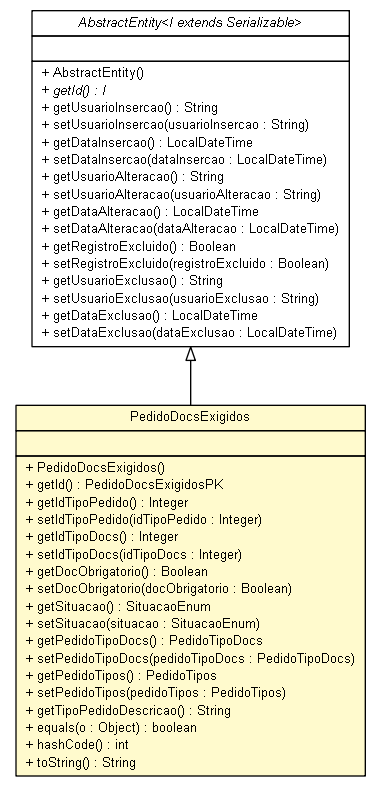 AbstractEntity<I extends Serializable>
+ AbstractEntity()
+ getId() : I
+ getUsuarioInsercao() : String
+ setUsuarioInsercao(usuarioInsercao : String)
+ getDataInsercao() : LocalDateTime
+ setDataInsercao(dataInsercao : LocalDateTime)
+ getUsuarioAlteracao() : String
+ setUsuarioAlteracao(usuarioAlteracao : String)
+ getDataAlteracao() : LocalDateTime
+ setDataAlteracao(dataAlteracao : LocalDateTime)
+ getRegistroExcluido() : Boolean
+ setRegistroExcluido(registroExcluido : Boolean)
+ getUsuarioExclusao() : String
+ setUsuarioExclusao(usuarioExclusao : String)
+ getDataExclusao() : LocalDateTime
+ setDataExclusao(dataExclusao : LocalDateTime)
PedidoDocsExigidos
+ PedidoDocsExigidos()
+ getId() : PedidoDocsExigidosPK
+ getIdTipoPedido() : Integer
+ setIdTipoPedido(idTipoPedido : Integer)
+ getIdTipoDocs() : Integer
+ setIdTipoDocs(idTipoDocs : Integer)
+ getDocObrigatorio() : Boolean
+ setDocObrigatorio(docObrigatorio : Boolean)
+ getSituacao() : SituacaoEnum
+ setSituacao(situacao : SituacaoEnum)
+ getPedidoTipoDocs() : PedidoTipoDocs
+ setPedidoTipoDocs(pedidoTipoDocs : PedidoTipoDocs)
+ getPedidoTipos() : PedidoTipos
+ setPedidoTipos(pedidoTipos : PedidoTipos)
+ getTipoPedidoDescricao() : String
+ equals(o : Object) : boolean
+ hashCode() : int
+ toString() : String